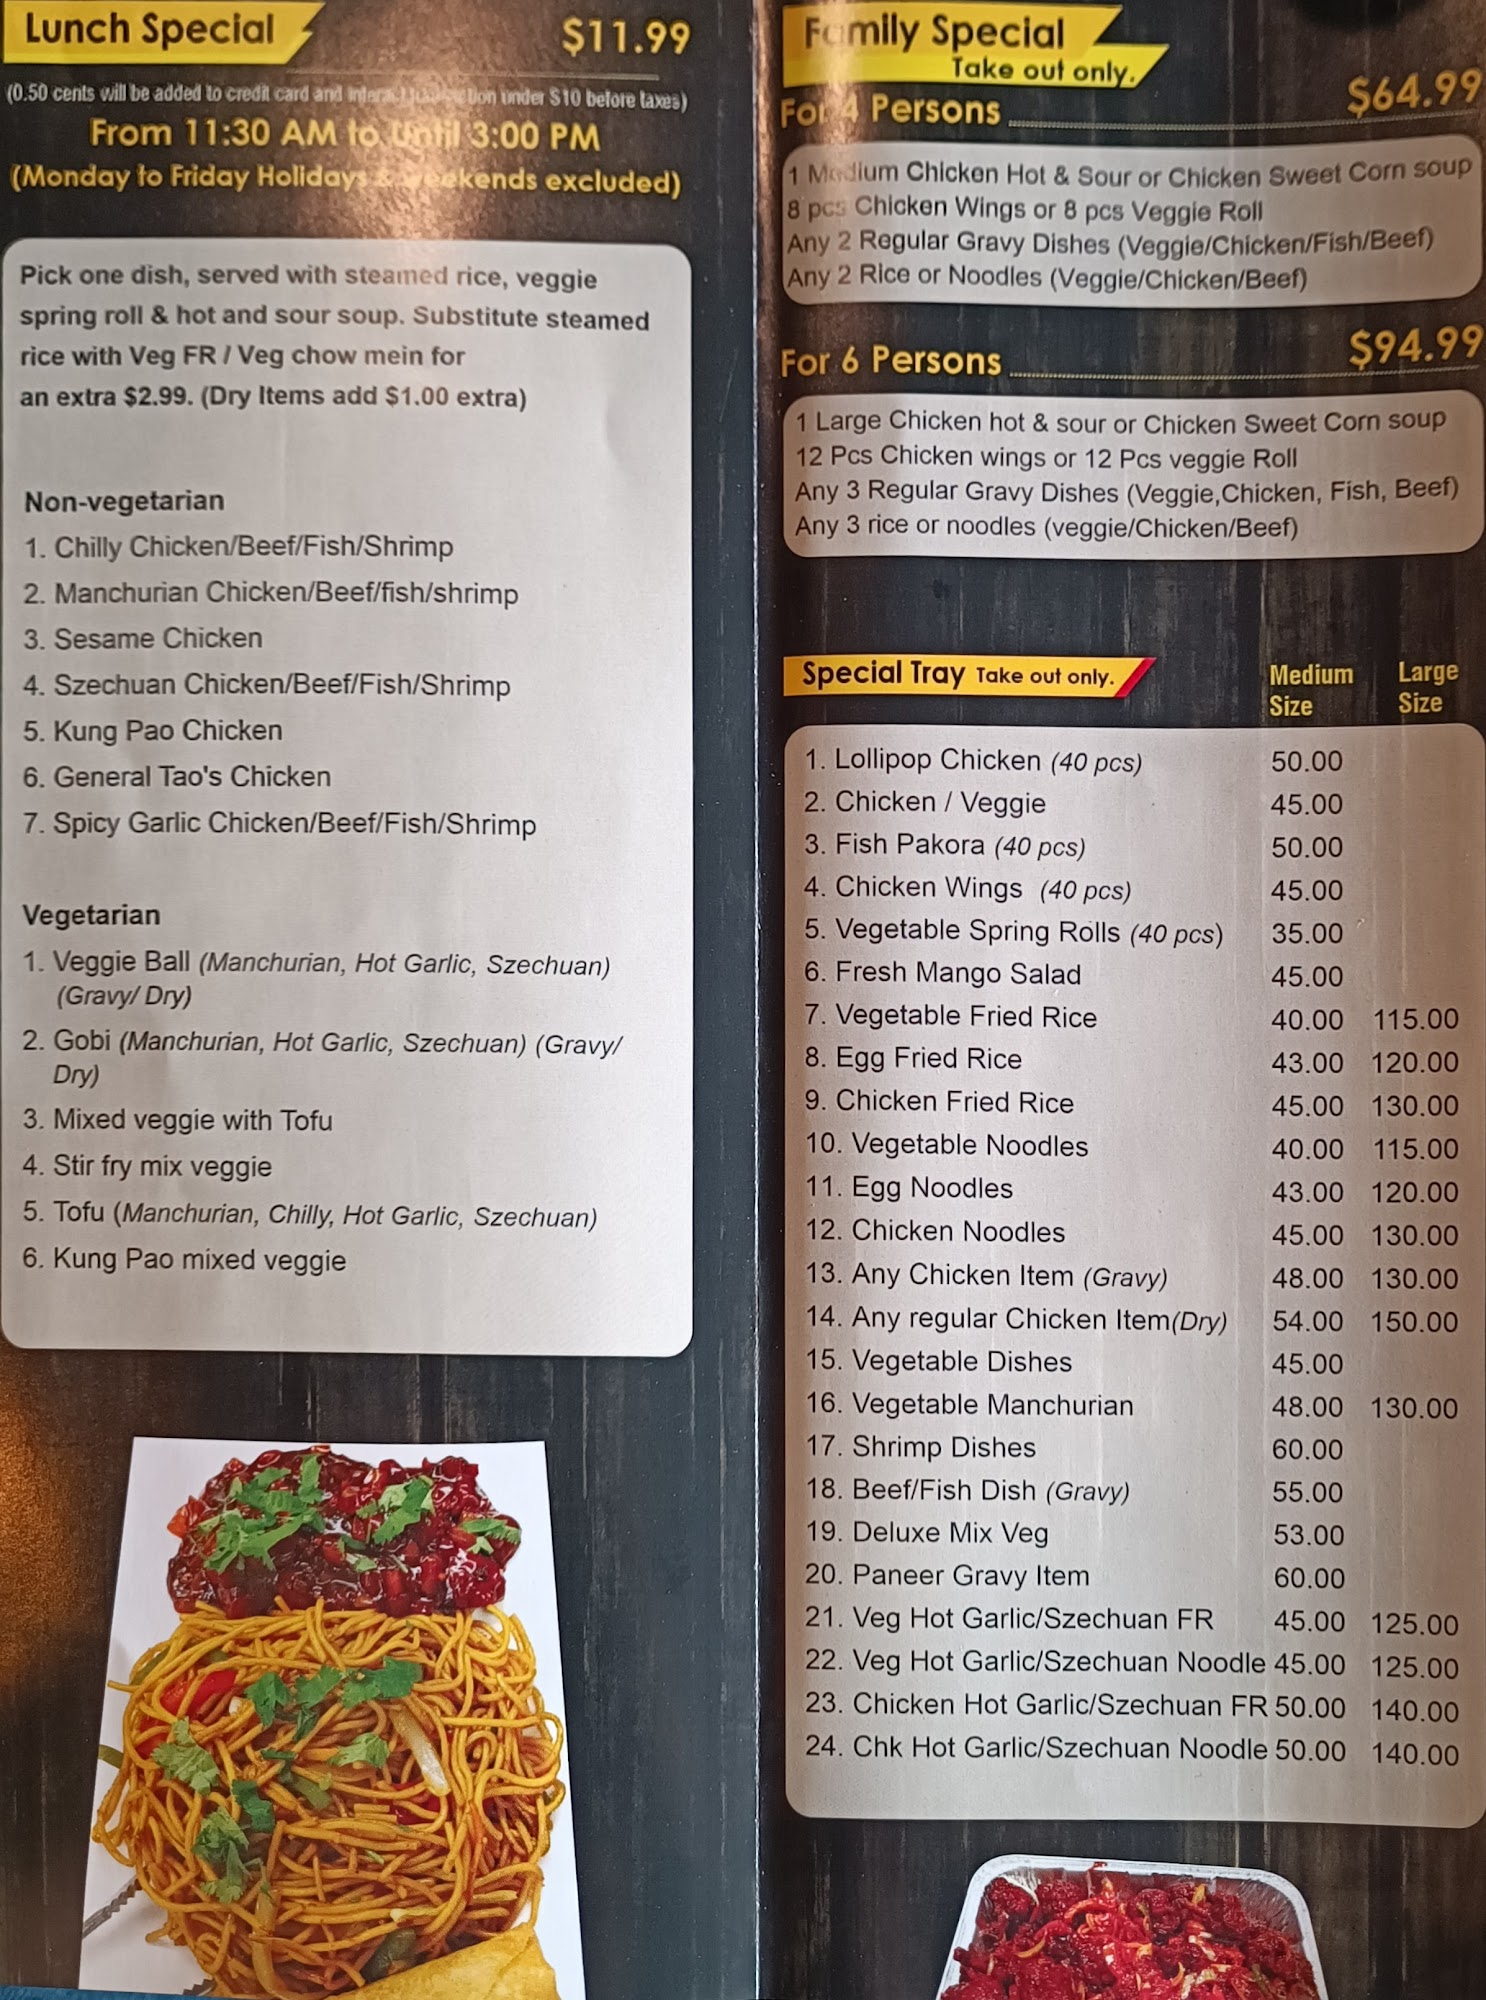 Lunch Special
$11.99
(0.50 cents will be added to credit card and under $10 before taxes)
From 11:30 AM to Until 3:00 PM
(Monday to Friday Holidays & weekends excluded)
Pick one dish, served with steamed rice, veggie
spring roll & hot and sour soup. Substitute steamed
rice with Veg FR / Veg chow mein for
an extra $2.99. (Dry Items add $1.00 extra)
Non-vegetarian
1. Chilly Chicken/Beef/Fish/Shrimp
2. Manchurian Chicken/Beef/fish/shrimp
3. Sesame Chicken
4. Szechuan Chicken/Beef/Fish/Shrimp
5. Kung Pao Chicken
6. General Tao's Chicken
7. Spicy Garlic Chicken/Beef/Fish/Shrimp
Vegetarian
1. Veggie Ball (Manchurian, Hot Garlic, Szechuan)
(Gravy/ Dry)
2. Gobi (Manchurian, Hot Garlic, Szechuan) (Gravy/
Dry)
3. Mixed veggie with Tofu
4. Stir fry mix veggie
5. Tofu (Manchurian, Chilly, Hot Garlic, Szechuan)
6. Kung Pao mixed veggie
Family Special
Take out only.
For 4 Persons $64.99
1 Medium Chicken Hot & Sour or Chicken Sweet Corn soup
8 pcs Chicken Wings or 8 pcs Veggie Roll
Any 2 Regular Gravy Dishes (Veggie/Chicken/Fish/Beef)
Any 2 Rice or Noodles (Veggie/Chicken/Beef)
For 6 Persons $94.99
1 Large Chicken hot & sour or Chicken Sweet Corn soup
12 Pcs Chicken wings or 12 Pcs veggie Roll
Any 3 Regular Gravy Dishes (Veggie,Chicken, Fish, Beef)
Any 3 rice or noodles (veggie/Chicken/Beef)
Special Tray Take out only.
Medium Size
Large Size
1. Lollipop Chicken (40 pcs) 50.00
2. Chicken / Veggie 45.00
3. Fish Pakora (40 pcs) 50.00
4. Chicken Wings (40 pcs) 45.00
5. Vegetable Spring Rolls (40 pcs) 35.00
6. Fresh Mango Salad 45.00
7. Vegetable Fried Rice 40.00 115.00
8. Egg Fried Rice 43.00 120.00
9. Chicken Fried Rice 45.00 130.00
10. Vegetable Noodles 40.00 115.00
11. Egg Noodles 43.00 120.00
12. Chicken Noodles 45.00 130.00
13. Any Chicken Item (Gravy) 48.00 130.00
14. Any regular Chicken Item(Dry) 54.00 150.00
15. Vegetable Dishes 45.00
16. Vegetable Manchurian 48.00 130.00
17. Shrimp Dishes 60.00
18. Beef/Fish Dish (Gravy) 55.00
19. Deluxe Mix Veg 53.00
20. Paneer Gravy Item 60.00
21. Veg Hot Garlic/Szechuan FR 45.00 125.00
22. Veg Hot Garlic/Szechuan Noodle 45.00 125.00
23. Chicken Hot Garlic/Szechuan FR 50.00 140.00
24. Chk Hot Garlic/Szechuan Noodle 50.00 140.00